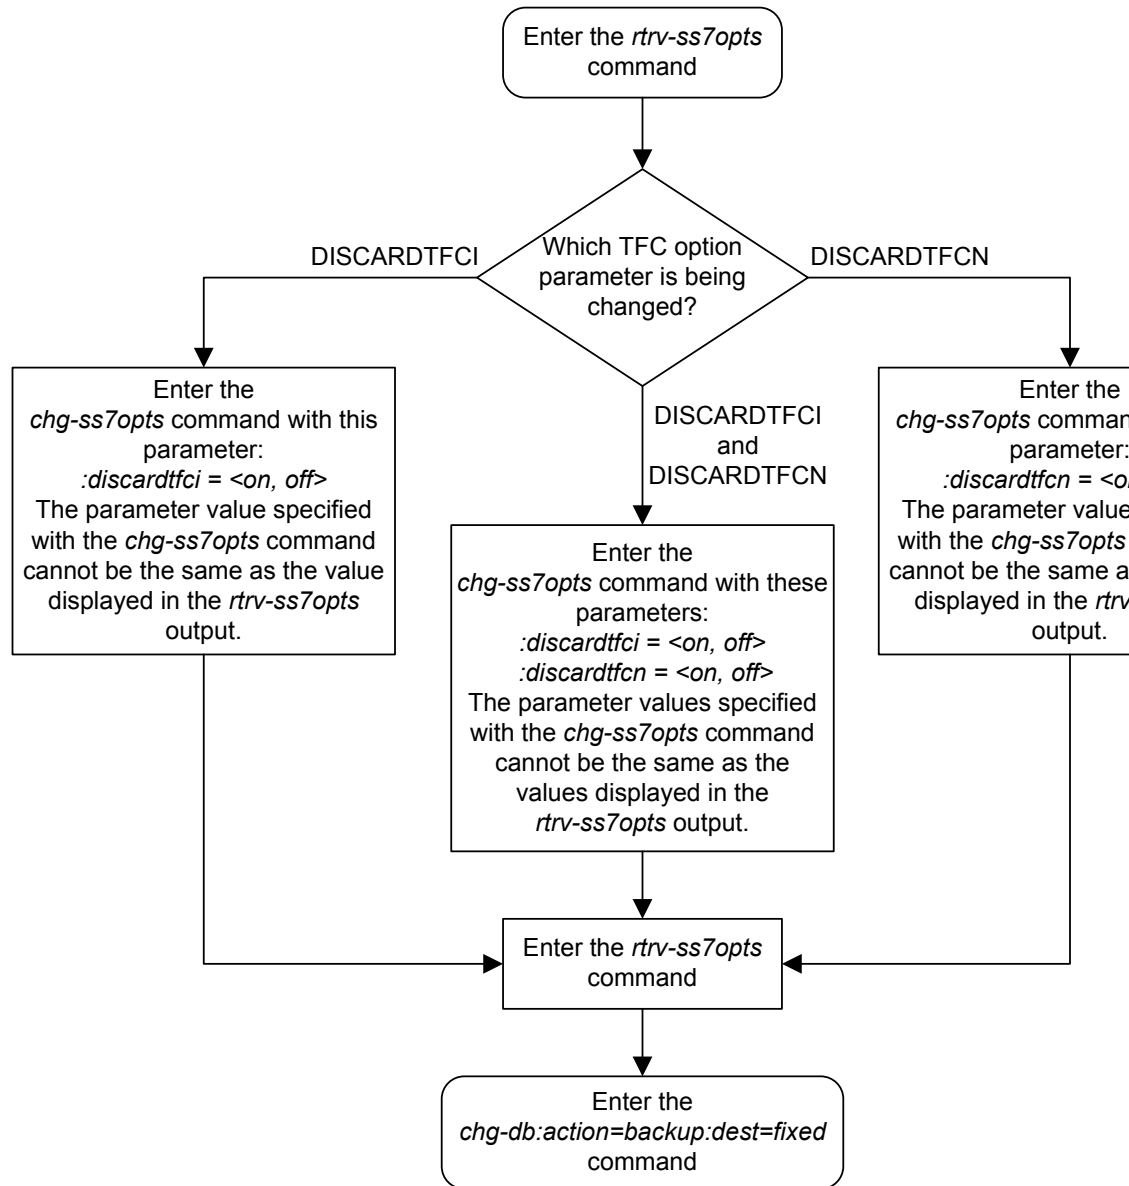 Enter the rtrv-ss7opts
command
Which TFC option
parameter is being
changed?
DISCARDTFCI
DISCARDTFCN
DISCARDTFCI
and
DISCARDTFCN
Enter the
chg-ss7opts command with this
parameter:
:discardtfci = <on, off>
The parameter value specified
with the chg-ss7opts command
cannot be the same as the value
displayed in the rtrv-ss7opts
output.
Enter the
chg-ss7opts command with these
parameters:
:discardtfci = <on, off>
:discardtfcn = <on, off>
The parameter values specified
with the chg-ss7opts command
cannot be the same as the
values displayed in the
rtrv-ss7opts output.
Enter the
chg-ss7opts
parameter:
:discardtfcn =
The parameter value
with the chg-ss7opts
cannot be the same
displayed in the
output.
Enter the rtrv-ss7opts
command
Enter the
chg-db:action=backup:dest=fixed
command